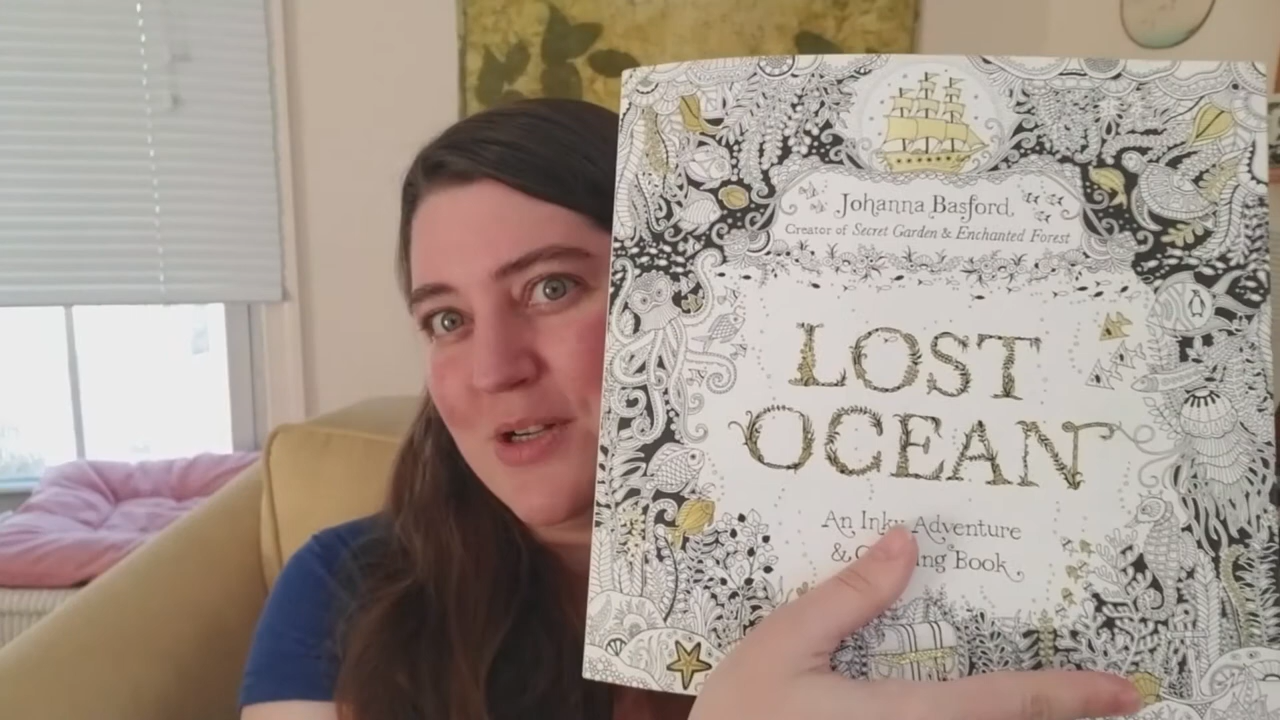 Johanna Basford
Creator of Secret Garden & Enchanted Forest
LOST
OCEAN
An Inky Adventure
& Book